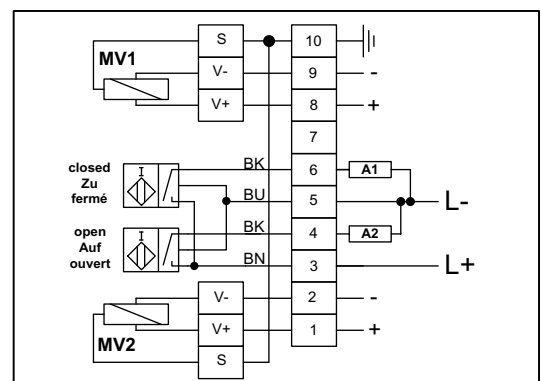 S 10
MV1
V- 9 -
V+ 8 +
7
closed
Zu
fermé
I
BK 6 A1
BU 5 L-
open
Auf
ouvert
I
BK 4 A2
BN 3 L+
V- 2 -
V+ 1 +
MV2
S